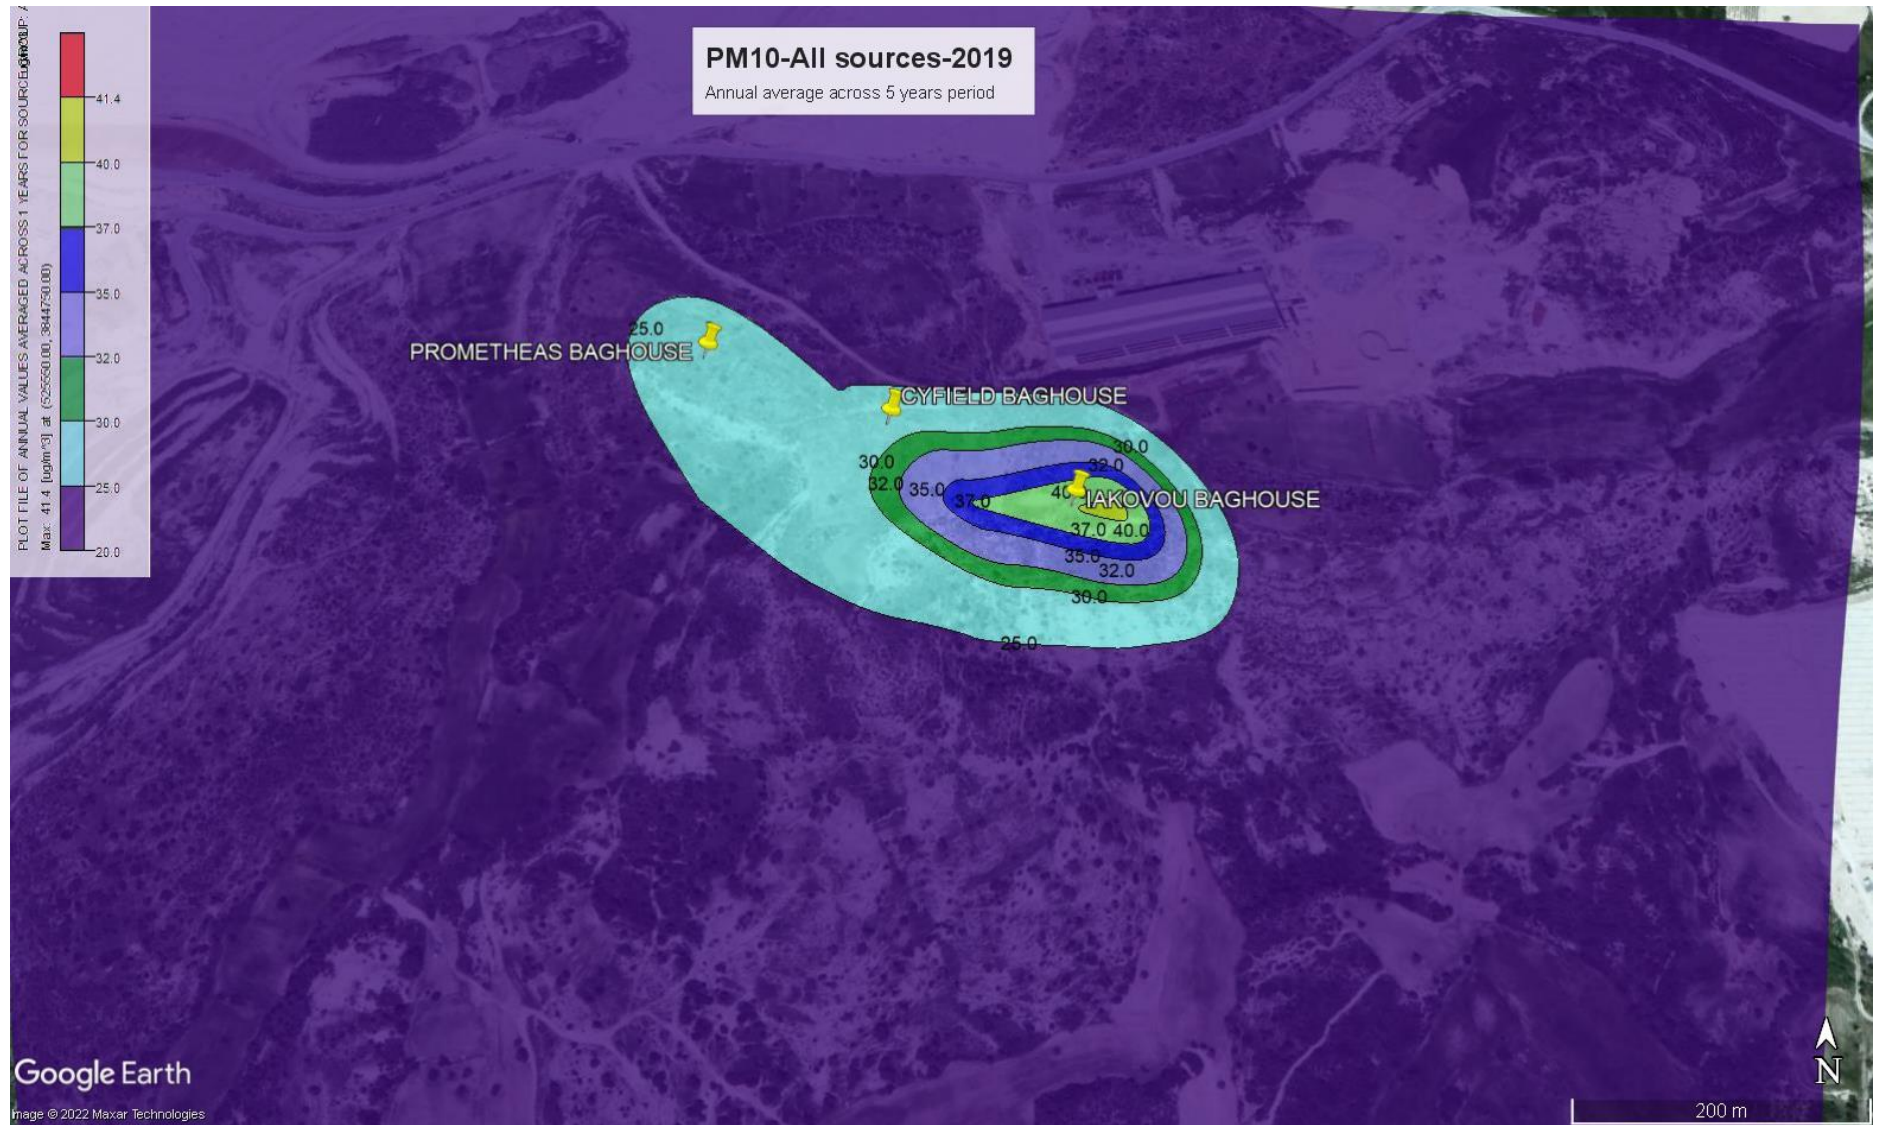 PM10-All sources-2019
Annual average across 5 years period
PLOT FILE OF ANNUAL VALUES AVERAGED ACROSS 1 YEARS FOR SOURCE GROUP: A
Max: 41.4 [ug/m^3] at (525550.00, 3844750.00)
41.4
40.0
37.0
35.0
32.0
30.0
25.0
20.0
25.0
PROMETHEAS BAGHOUSE
CYFIELD BAGHOUSE
30.0
30.0
32.0
32.0
35.0
40
37.0
IAKOVOU BAGHOUSE
37.0
40.0
35.0
32.0
30.0
25.0
Google Earth
N
200 m
mage © 2022 Maxar Technologies